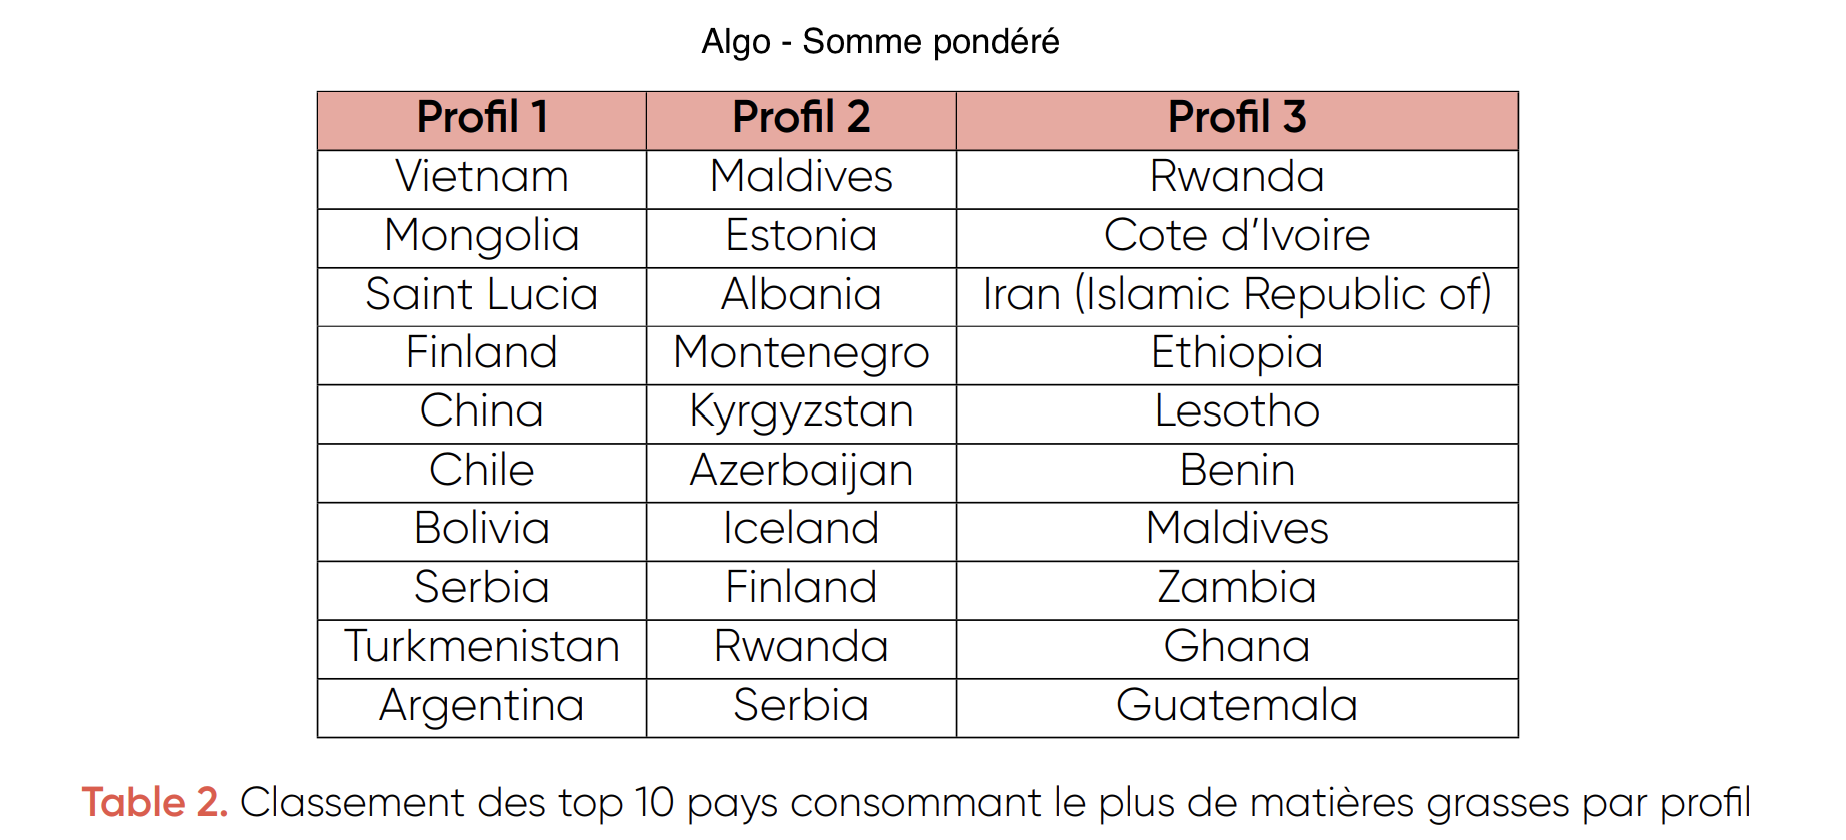 Algo - Somme pondéré
Profil 1 Profil 2 Profil 3
Vietnam Maldives Rwanda
Mongolia Estonia Cote d'Ivoire
Saint Lucia Albania Iran (Islamic Republic of)
Finland Montenegro Ethiopia
China Kyrgyzstan Lesotho
Chile Azerbaijan Benin
Bolivia Iceland Maldives
Serbia Finland Zambia
Turkmenistan Rwanda Ghana
Argentina Serbia Guatemala
Table 2. Classement des top 10 pays consommant le plus de matières grasses par profil